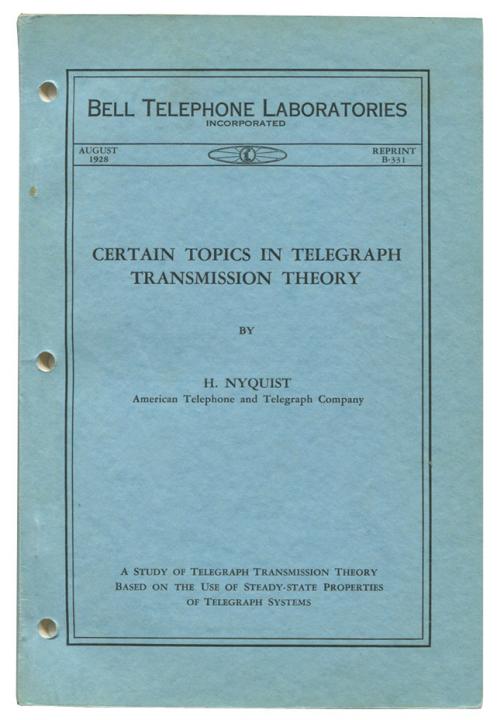 BELL TELEPHONE LABORATORIES
INCORPORATED
AUGUST
1928
REPRINT
B-331
CERTAIN TOPICS IN TELEGRAPH
TRANSMISSION THEORY
BY
H. NYQUIST
American Telephone and Telegraph Company
A STUDY OF TELEGRAPH TRANSMISSION THEORY
BASED ON THE USE OF STEADY-STATE PROPERTIES
OF TELEGRAPH SYSTEMS